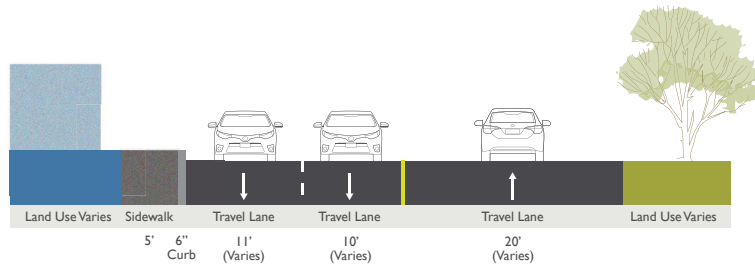 Land Use Varies Sidewalk Travel Lane Travel Lane Travel Lane Land Use Varies
5’ 6” 11’ 10’ 20’
Curb (Varies) (Varies) (Varies)